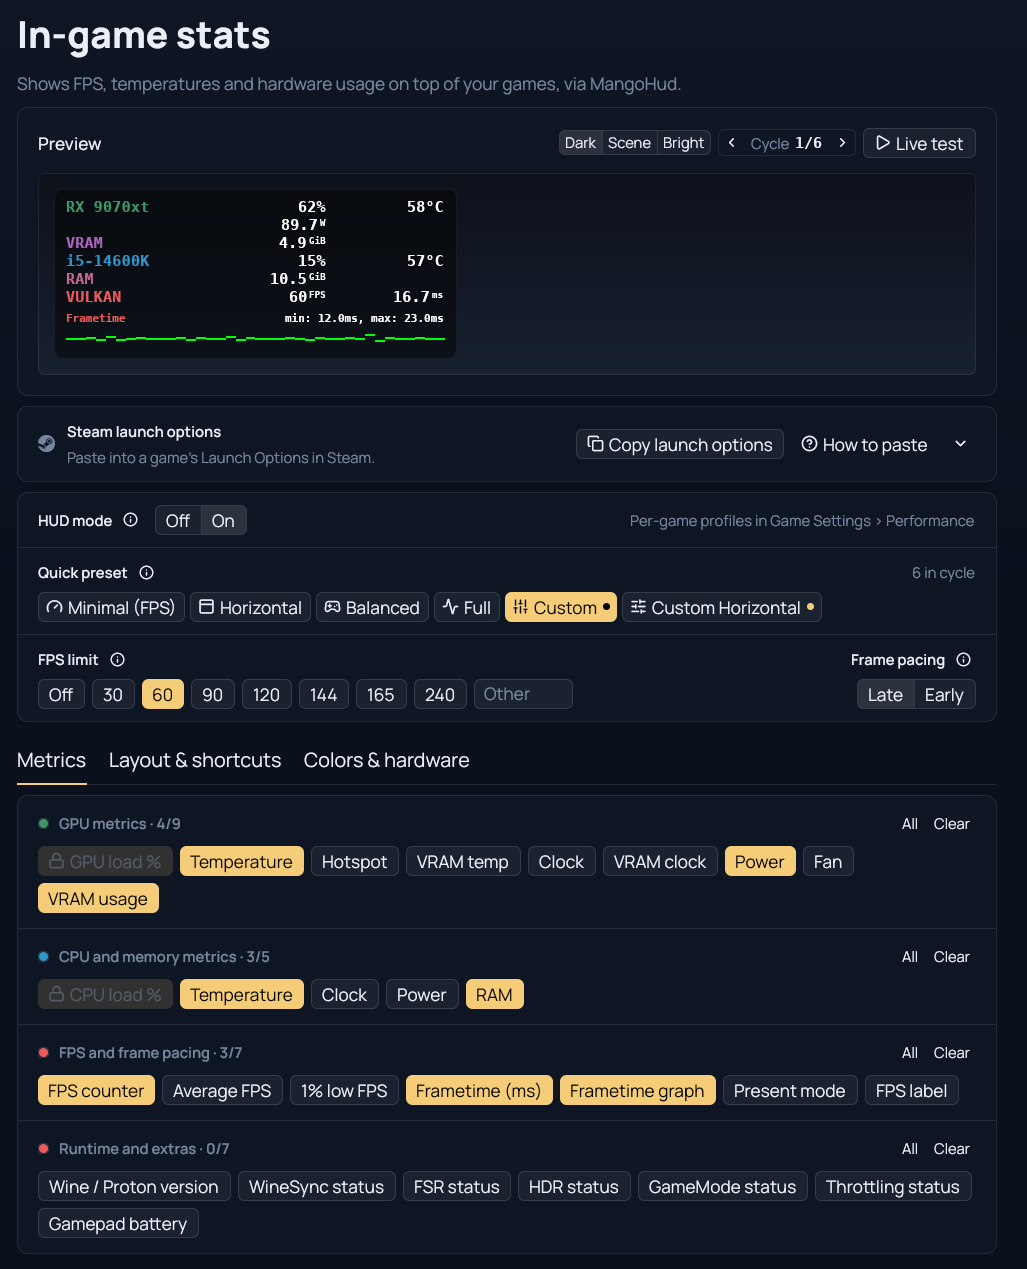 In-game stats
Shows FPS, temperatures and hardware usage on top of your games, via MangoHud.
Preview Dark Scene Bright Cycle 1/6 Live test
RX 9070xt 62% 58°C
89.7W
VRAM 4.9GiB
i5-14600K 15% 57°C
RAM 10.5GiB
VULKAN 60FPS 16.7ms
Frametime min: 12.0ms, max: 23.0ms
Steam launch options
Paste into a game's Launch Options in Steam.
Copy launch options How to paste
HUD mode Off On Per-game profiles in Game Settings › Performance
Quick preset 6 in cycle
Minimal (FPS) Horizontal Balanced Full Custom Custom Horizontal
FPS limit Frame pacing
Off 30 60 90 120 144 165 240 Other Late Early
Metrics Layout & shortcuts Colors & hardware
GPU metrics · 4/9 All Clear
GPU load % Temperature Hotspot VRAM temp Clock VRAM clock Power Fan
VRAM usage
CPU and memory metrics · 3/5 All Clear
CPU load % Temperature Clock Power RAM
FPS and frame pacing · 3/7 All Clear
FPS counter Average FPS 1% low FPS Frametime (ms) Frametime graph Present mode FPS label
Runtime and extras · 0/7 All Clear
Wine / Proton version WineSync status FSR status HDR status GameMode status Throttling status
Gamepad battery